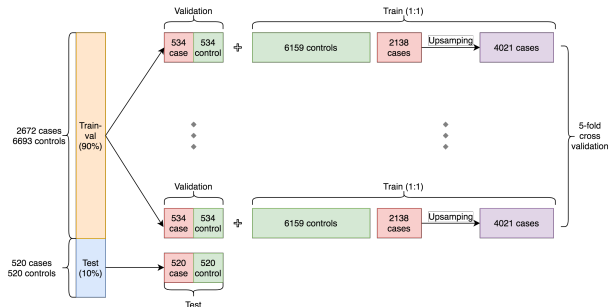 Validation
Train (1:1)
534 case
534 control
6159 controls
2138 cases
Upsamping
4021 cases
2672 cases
6693 controls
Train-
val
(90%)
5-fold
cross
validation
Validation
Train (1:1)
534 case
534 control
6159 controls
2138 cases
Upsamping
4021 cases
520 cases
520 controls
Test
(10%)
520 case
520 control
Test